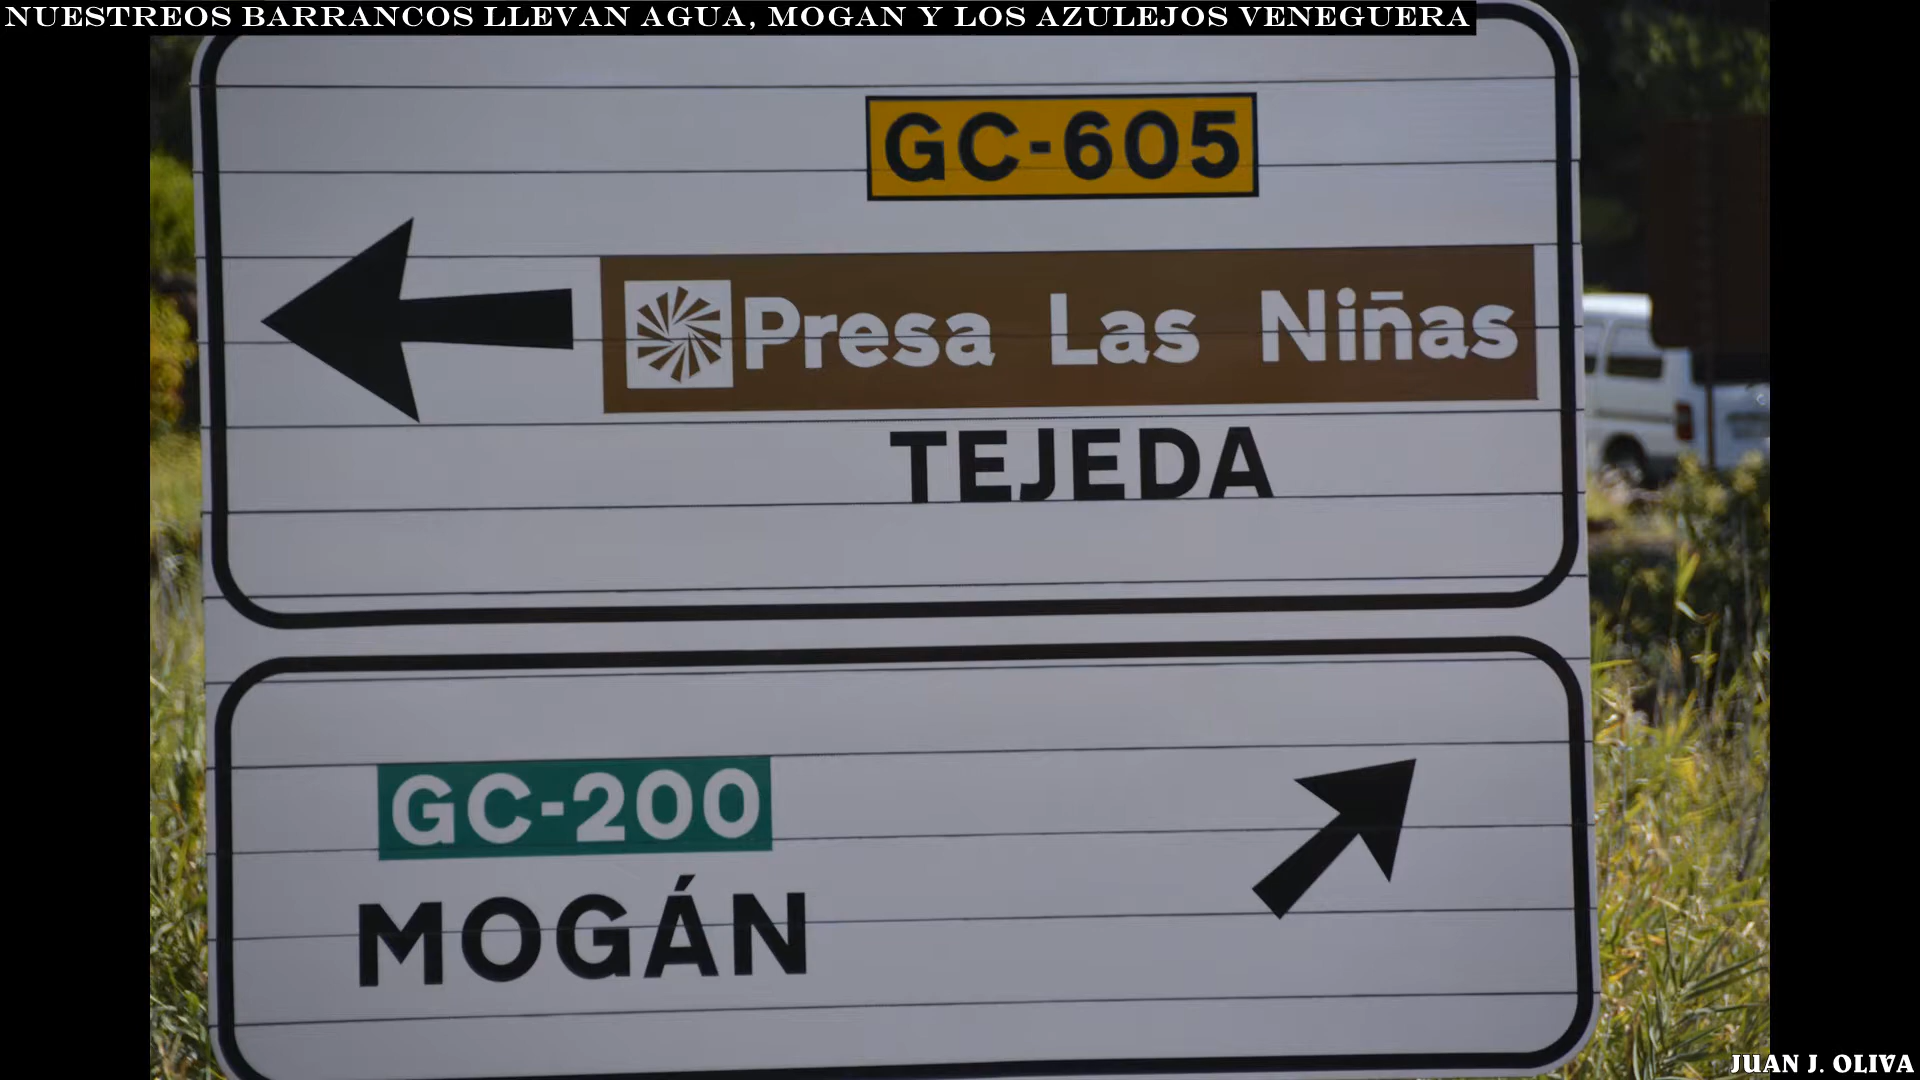 NUESTREOS BARRANCOS LLEVAN AGUA, MOGAN Y LOS AZULEJOS VENEGUERA
GC-605
Presa Las Niñas
TEJEDA
GC-200
MOGÁN
JUAN J. OLIVA